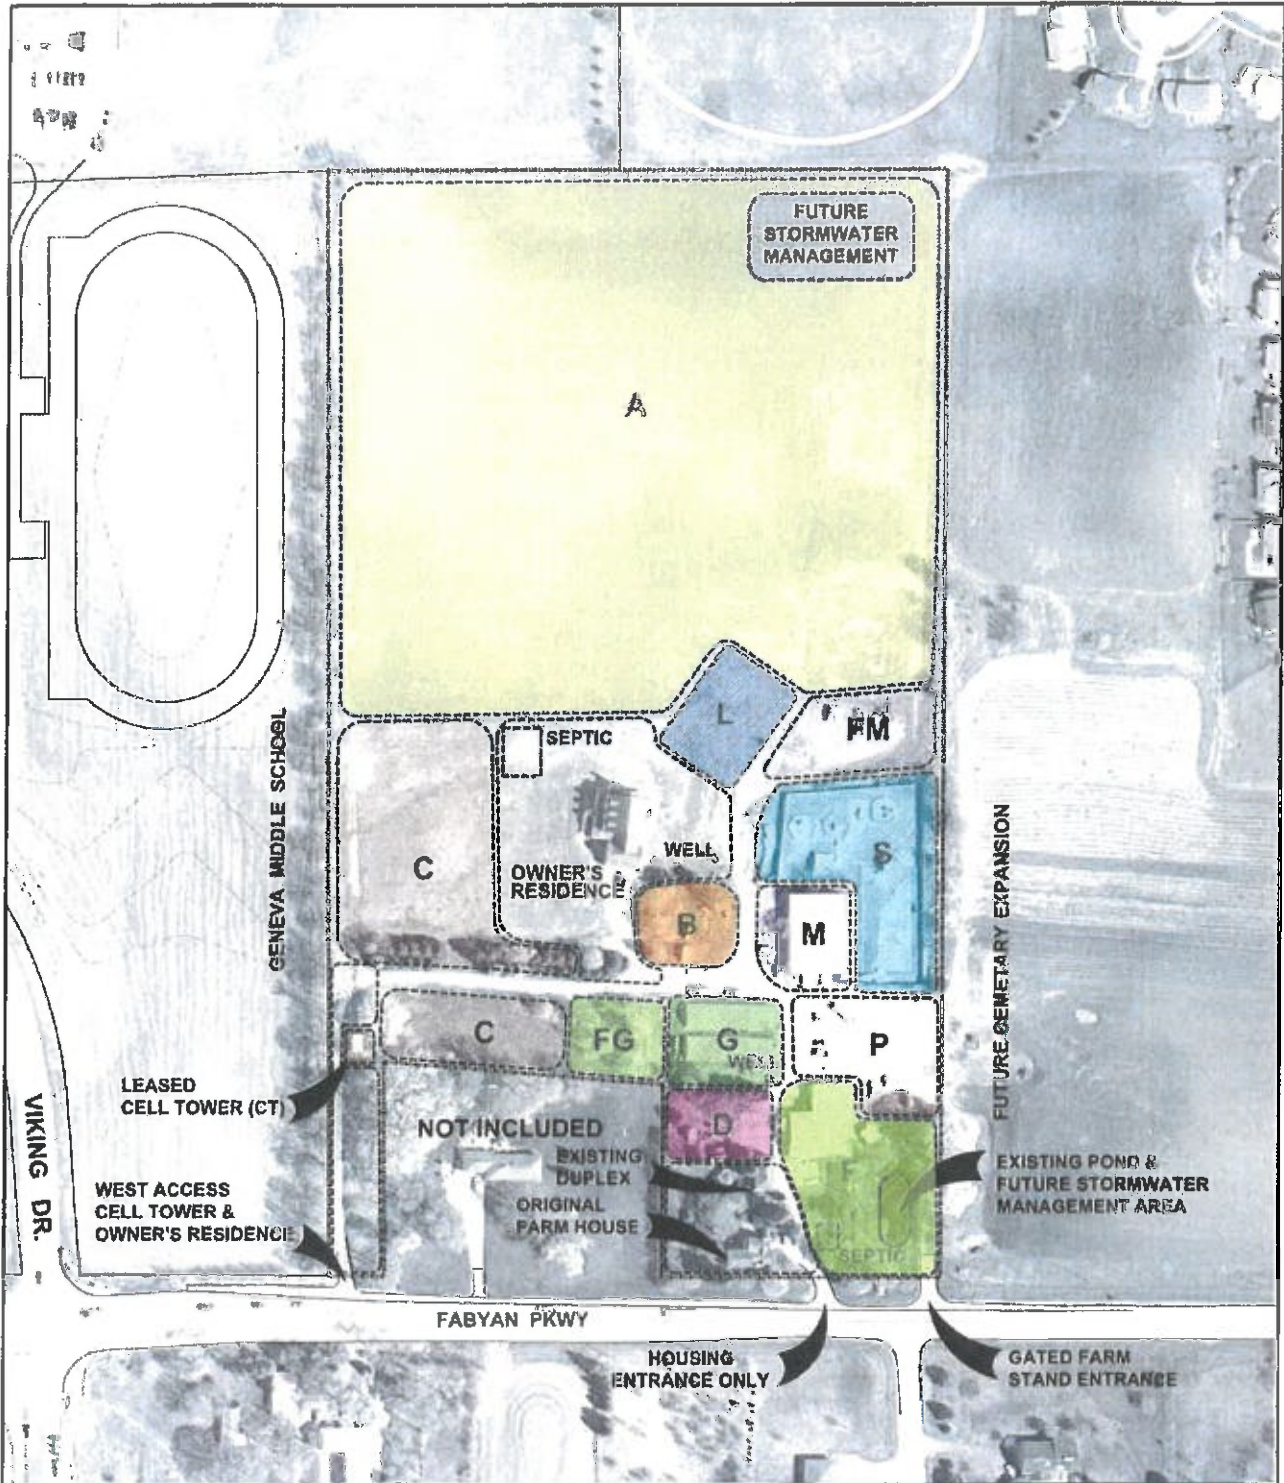 FUTURE
STORMWATER
MANAGEMENT
A
L
FM
SEPTIC
GENEVA MIDDLE SCHOOL
C
OWNER'S
RESIDENCE
WELL
B
S
M
FUTURE CEMETARY EXPANSION
C
FG
G
WELL
P
LEASED
CELL TOWER (CT)
D
NOT INCLUDED
EXISTING
DUPLEX
ORIGINAL
FARM HOUSE
EXISTING POND &
FUTURE STORMWATER
MANAGEMENT AREA
VIKING DR.
WEST ACCESS
CELL TOWER &
OWNER'S RESIDENCE
SEPTIC
FABYAN PKWY
HOUSING
ENTRANCE ONLY
GATED FARM
STAND ENTRANCE